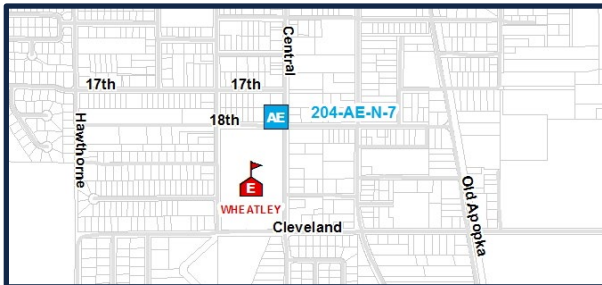 Central
17th
17th
Hawthorne
18th
AE
204-AE-N-7
E
WHEATLEY
Old Apopka
Cleveland